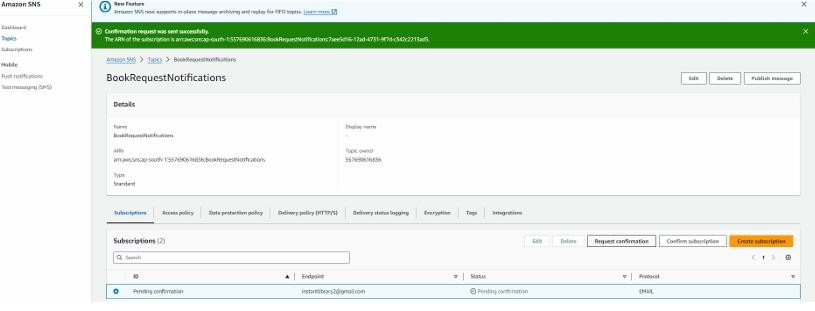 Amazon SNS
Dashboard
Topics
Subscriptions
Mobile
Push notifications
Text messaging (SMS)
New Feature
Amazon SNS now supports in-place message archiving and replay for FIFO topics. Learn more
Confirmation request was sent successfully.
The ARN of the subscription is arn:aws:sns:ap-south-1:557690616836:BookRequestNotifications:7aee5d16-12ad-4731-9f7d-c542c2213ad5.
Amazon SNS > Topics > BookRequestNotifications
BookRequestNotifications
Edit Delete Publish message
Details
Name
BookRequestNotifications
Display name
-
ARN
arn:aws:sns:ap-south-1:557690616836:BookRequestNotifications
Topic owner
557690616836
Type
Standard
Subscriptions Access policy Data protection policy Delivery policy (HTTP/S) Delivery status logging Encryption Tags Integrations
Subscriptions (2)
Edit Delete Request confirmation Confirm subscription Create subscription
Search
1
ID Endpoint Status Protocol
Pending confirmation instantlibrary2@gmail.com Pending confirmation EMAIL